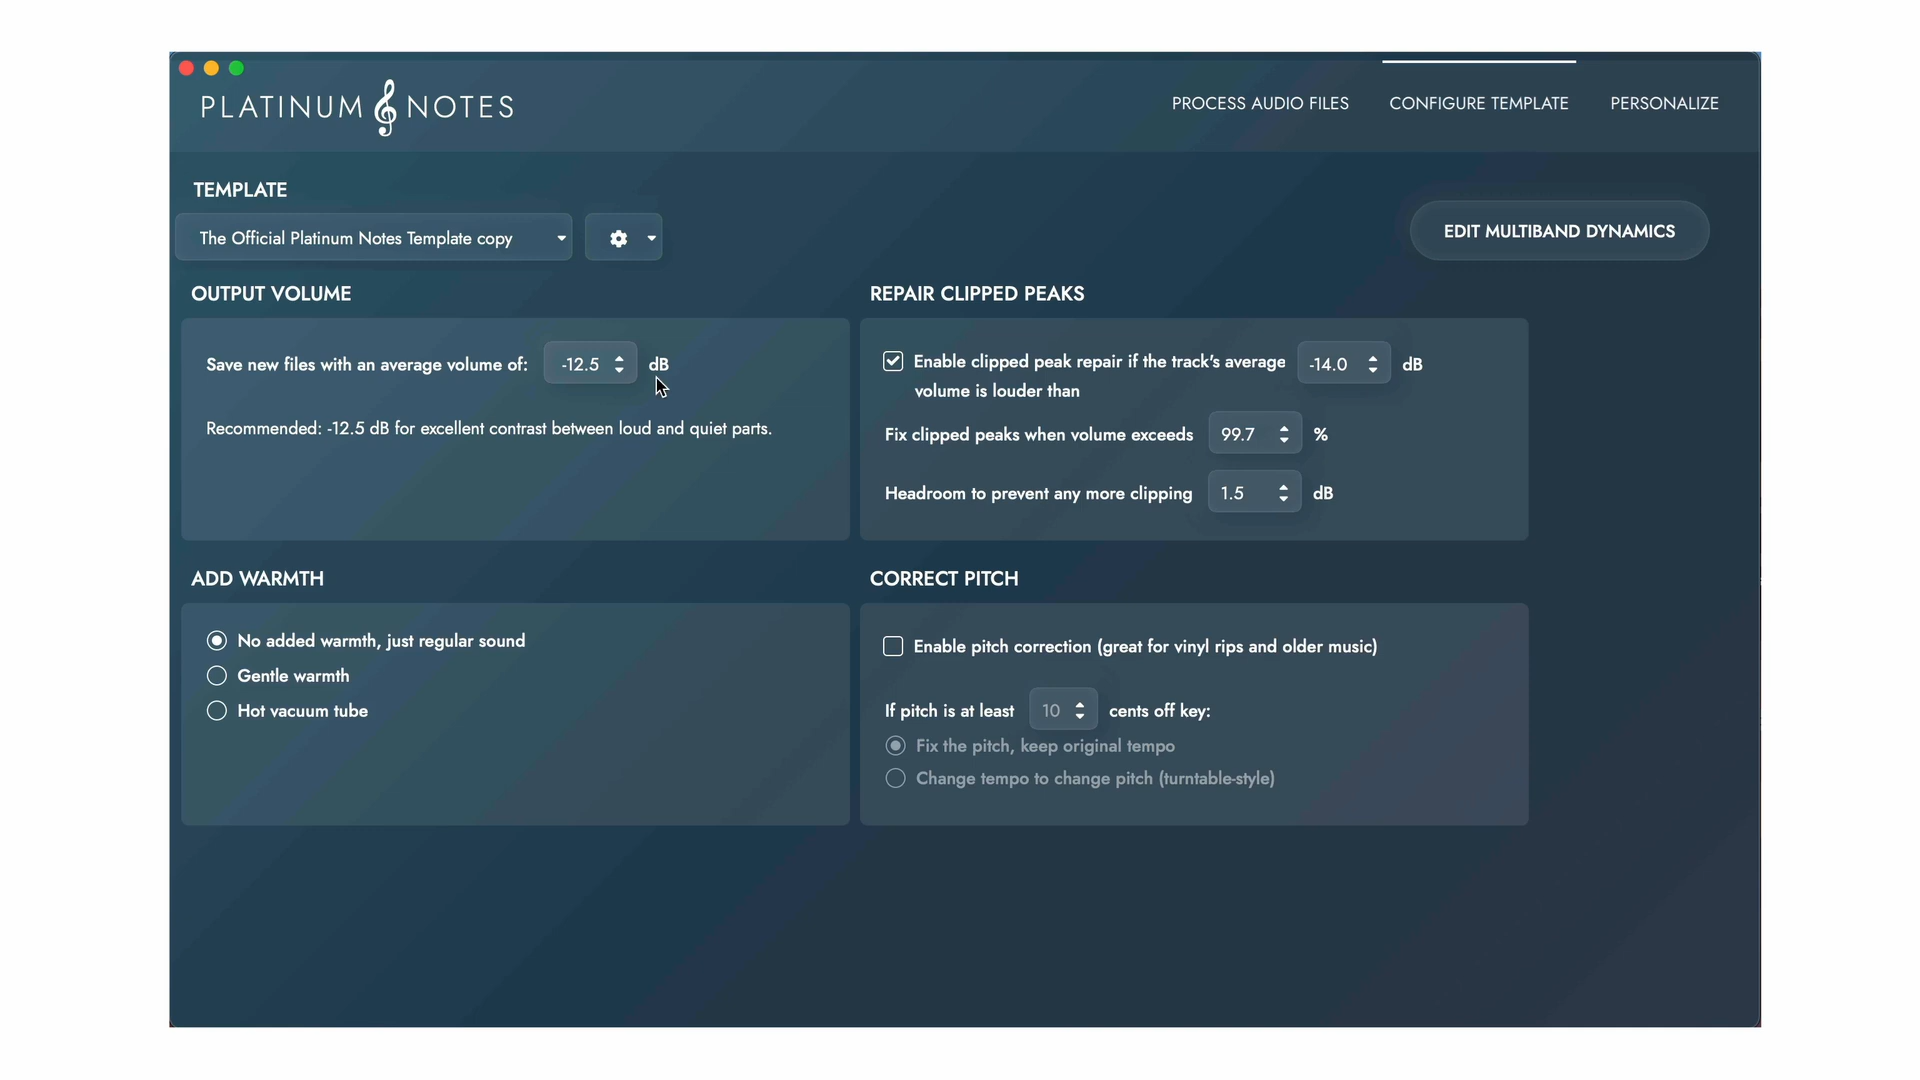 PLATINUM NOTES
PROCESS AUDIO FILES
CONFIGURE TEMPLATE
PERSONALIZE
TEMPLATE
The Official Platinum Notes Template copy
EDIT MULTIBAND DYNAMICS
OUTPUT VOLUME
Save new files with an average volume of: -12.5 dB
Recommended: -12.5 dB for excellent contrast between loud and quiet parts.
REPAIR CLIPPED PEAKS
Enable clipped peak repair if the track's average -14.0 dB
volume is louder than
Fix clipped peaks when volume exceeds 99.7 %
Headroom to prevent any more clipping 1.5 dB
ADD WARMTH
No added warmth, just regular sound
Gentle warmth
Hot vacuum tube
CORRECT PITCH
Enable pitch correction (great for vinyl rips and older music)
If pitch is at least 10 cents off key:
Fix the pitch, keep original tempo
Change tempo to change pitch (turntable-style)